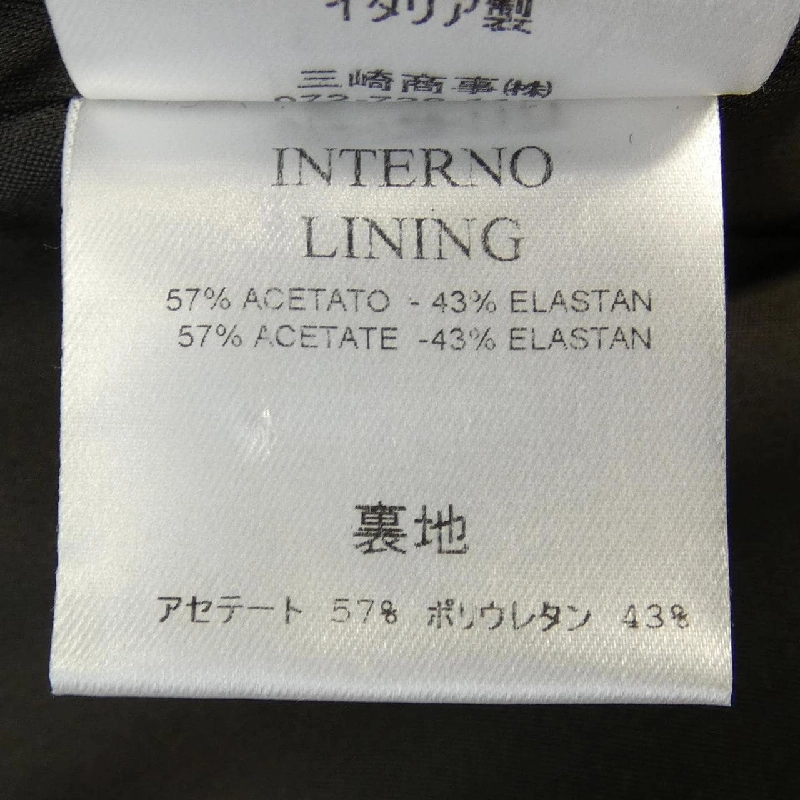 イタリア製
三崎商事(株)
INTERNO
LINING
57% ACETATO - 43% ELASTAN
57% ACETATE -43% ELASTAN
裏地
アセテート 57% ポリウレタン 43%